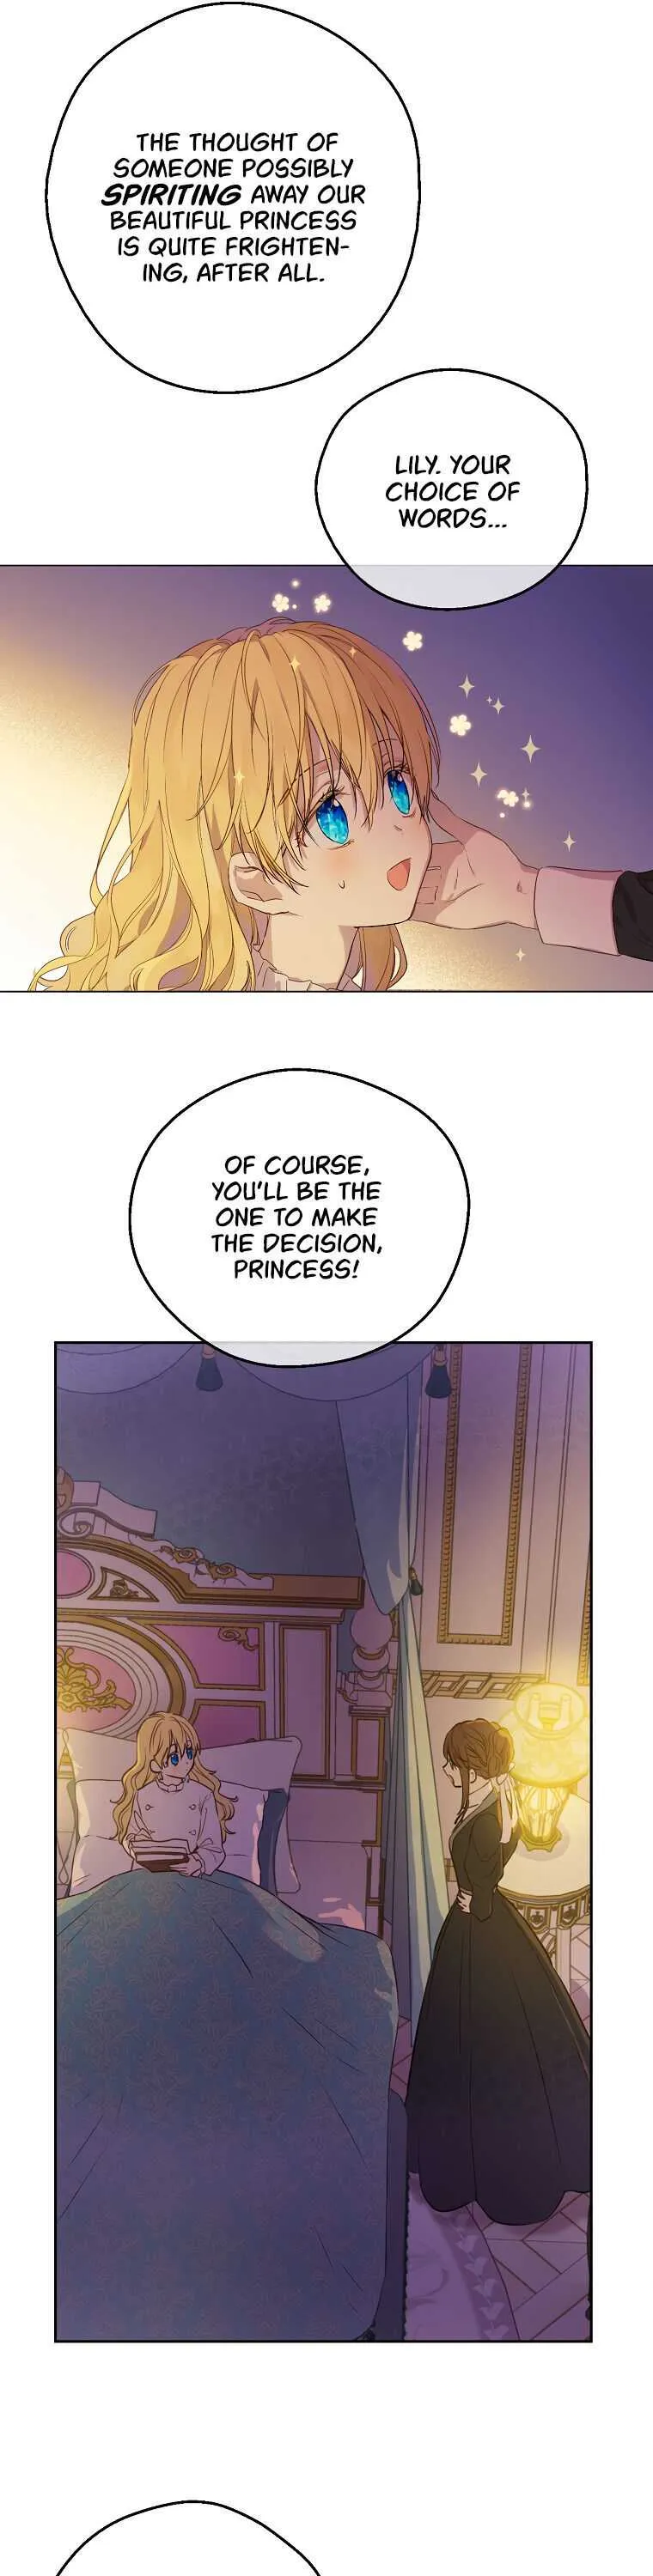 THE THOUGHT OF
SOMEONE POSSIBLY
SPIRITING AWAY OUR
BEAUTIFUL PRINCESS
IS QUITE FRIGHTEN-
ING, AFTER ALL.
LILY. YOUR
CHOICE OF
WORDS...
OF COURSE,
YOU'LL BE THE
ONE TO MAKE
THE DECISION,
PRINCESS!